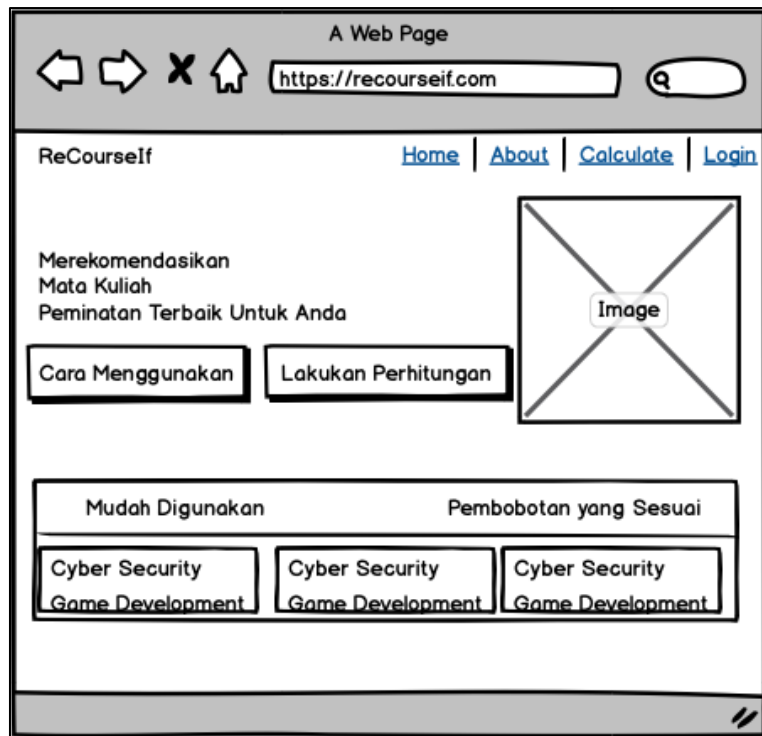 A Web Page
https://recourseif.com
ReCourseIf Home About Calculate Login
Merekomendasikan
Mata Kuliah
Peminatan Terbaik Untuk Anda
Image
Cara Menggunakan Lakukan Perhitungan
Mudah Digunakan Pembobotan yang Sesuai
Cyber Security Cyber Security Cyber Security
Game Development Game Development Game Development